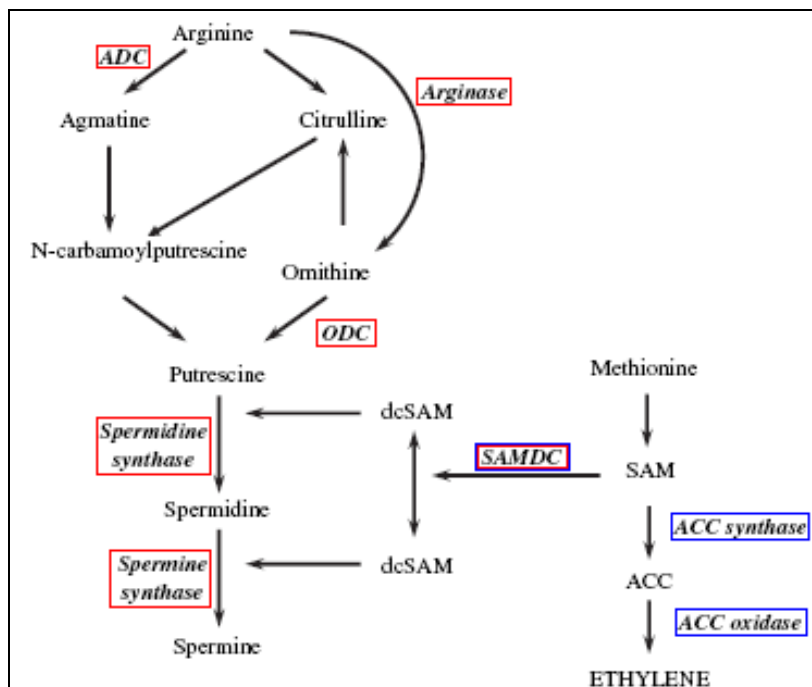 Arginine
ADC
Arginase
Agmatine
Citrulline
N-carbamoylputrescine
Omithine
ODC
Putrescine
Methionine
dcSAM
Spermidine
synthase
SAMDC
SAM
Spermidine
ACC synthase
Spermine
synthase
dcSAM
ACC
ACC oxidase
Spermine
ETHYLENE